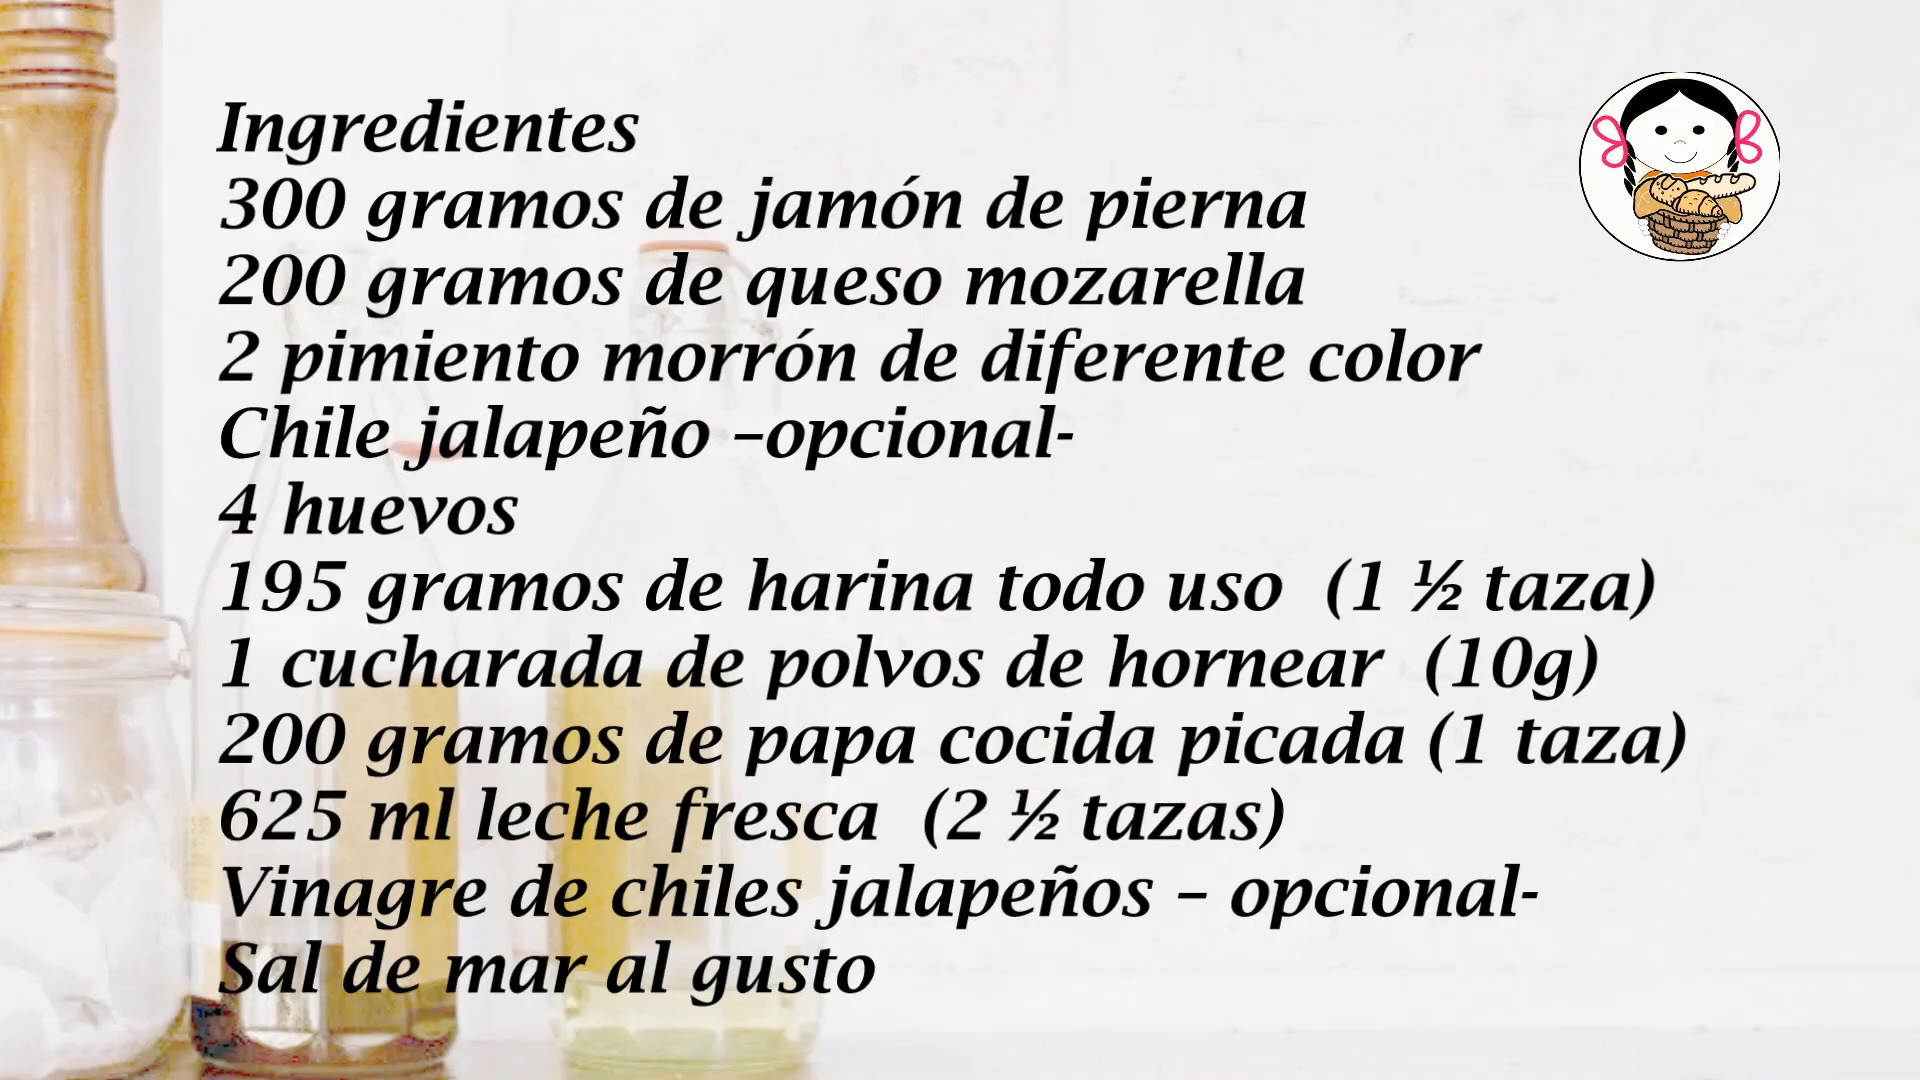 Ingredientes
300 gramos de jamón de pierna
200 gramos de queso mozarella
2 pimiento morrón de diferente color
Chile jalapeño –opcional-
4 huevos
195 gramos de harina todo uso  (1 ½ taza)
1 cucharada de polvos de hornear  (10g)
200 gramos de papa cocida picada (1 taza)
625 ml leche fresca  (2 ½ tazas)
Vinagre de chiles jalapeños – opcional-
Sal de mar al gusto